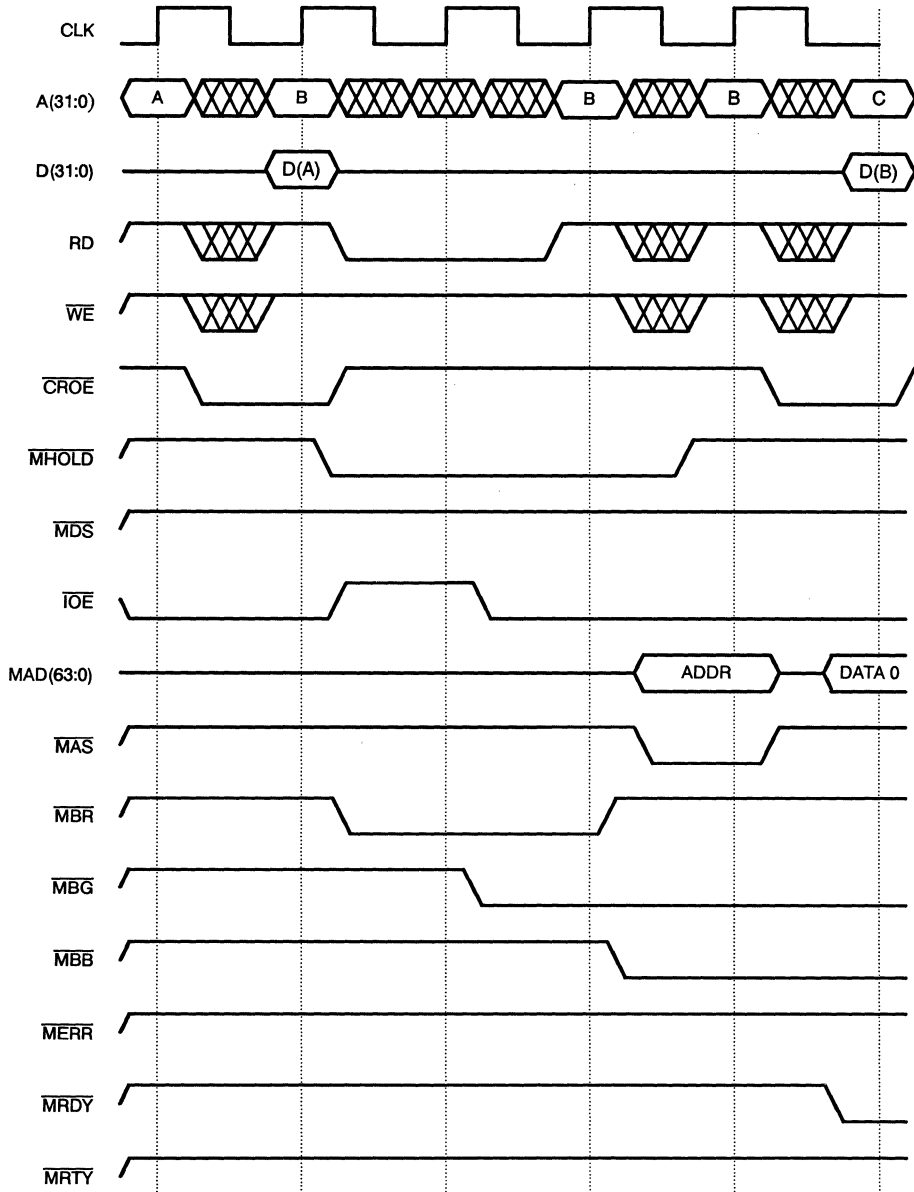 CLK
A(31:0) A B B B C
D(31:0) D(A) D(B)
RD
WE
CROE
MHOLD
MDS
IOE
MAD(63:0) ADDR DATA 0
MAS
MBR
MBG
MBB
MERR
MRDY
MRTY